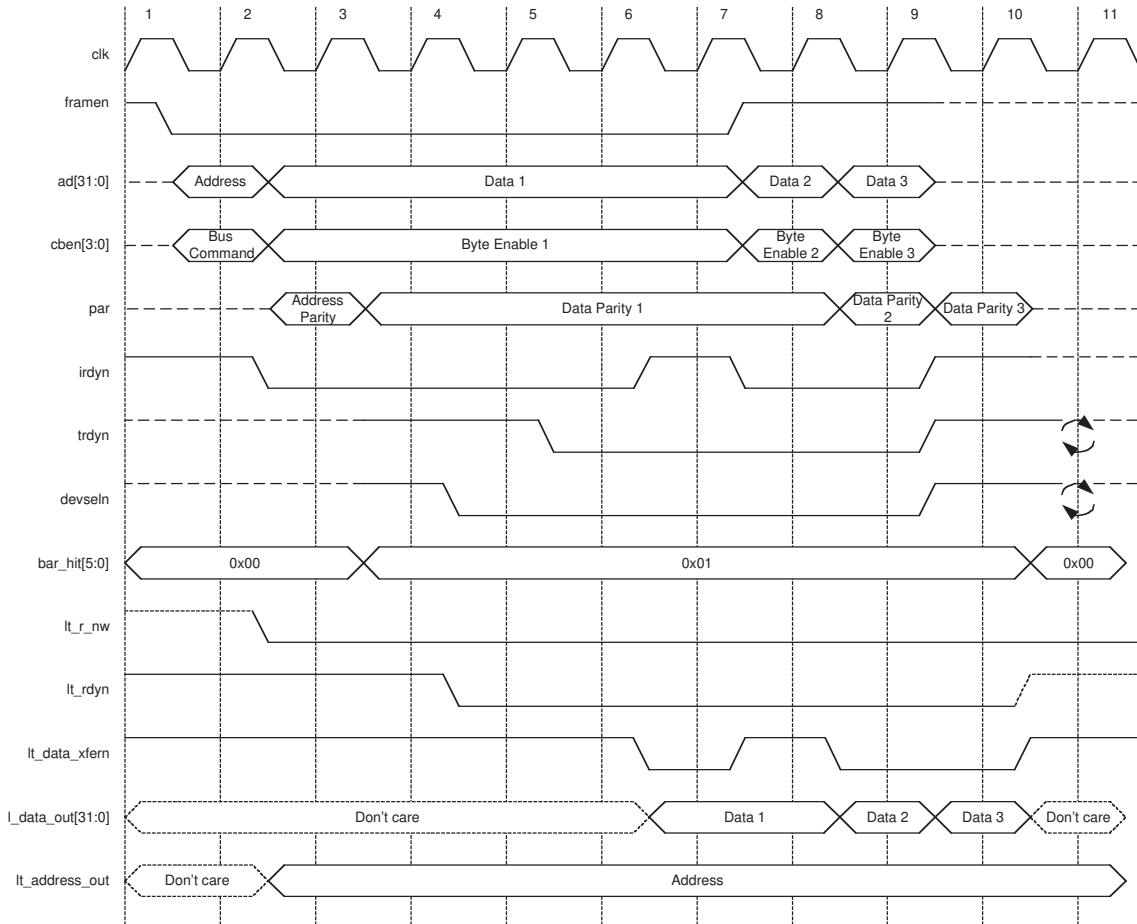 1 2 3 4 5 6 7 8 9 10 11
clk
framen
ad[31:0] Address Data 1 Data 2 Data 3
cben[3:0] Bus Command Byte Enable 1 Byte Enable 2 Byte Enable 3
par Address Parity Data Parity 1 Data Parity 2 Data Parity 3
irdyn
trdyn
devseln
bar_hit[5:0] 0x00 0x01 0x00
lt_r_nw
lt_rdyn
lt_data_xfern
l_data_out[31:0] Don't care Data 1 Data 2 Data 3 Don't care
lt_address_out Don't care Address